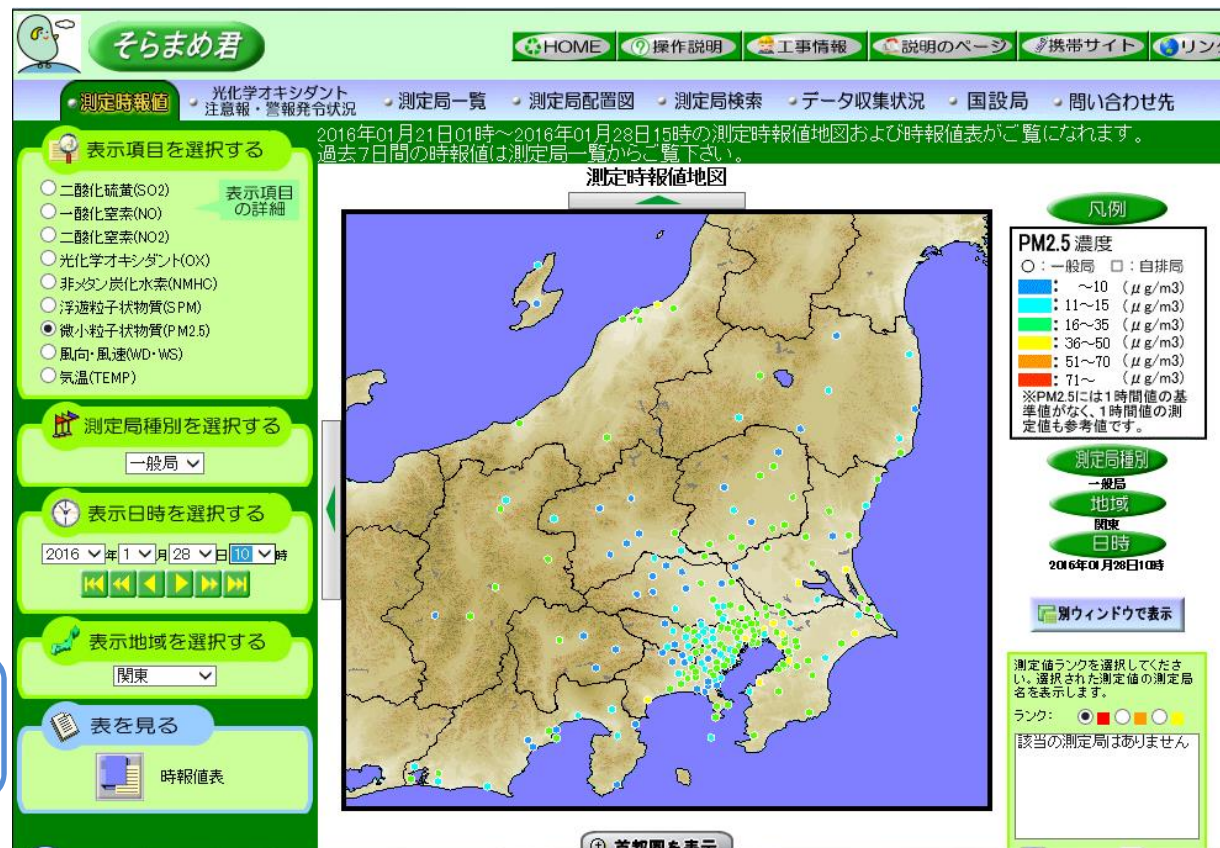 そらまめ君
HOME
操作説明
工事情報
説明のページ
携帯サイト
測定時報値
光化学オキシダント
注意報・警報発令状況
測定局一覧
測定局配置図
測定局検索
データ収集状況
国設局
問い合わせ先
2016年01月21日01時~2016年01月28日15時の測定時報値地図および時報値表がご覧になれます。
過去7日間の時報値は測定局一覧からご覧下さい。
表示項目を選択する
二酸化硫黄(SO2)
一酸化窒素(NO)
二酸化窒素(NO2)
光化学オキシダント(OX)
非メタン炭化水素(NMHC)
浮遊粒子状物質(SPM)
微小粒子状物質(PM2.5)
風向・風速(WD・WS)
気温(TEMP)
表示項目
の詳細
測定局種別を選択する
一般局
表示日時を選択する
2016 年 1 月 28 日 10 時
表示地域を選択する
関東
表を見る
時報値表
測定時報値地図
凡例
PM2.5 濃度
○:一般局 □:自排局
: ~10 (μg/m3)
: 11~15 (μg/m3)
: 16~35 (μg/m3)
: 36~50 (μg/m3)
: 51~70 (μg/m3)
: 71~ (μg/m3)
※PM2.5には1時間値の基
準値がなく、1時間値の測
定値も参考値です。
測定局種別
一般局
地域
関東
日時
2016年01月28日10時
別ウィンドウで表示
測定値ランクを選択してくださ
い。選択された測定値の測定局
名を表示します。
ランク:
該当の測定局はありません
首都圏を表示